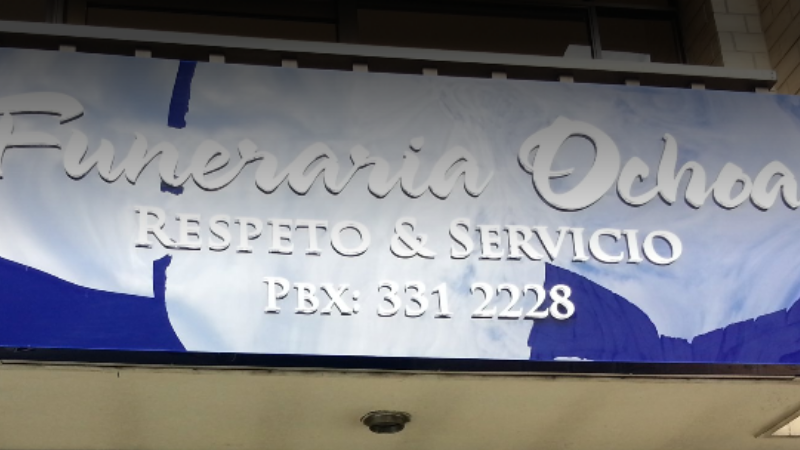 Funeraria Ochoa
RESPETO & SERVICIO
PBX: 331 2228